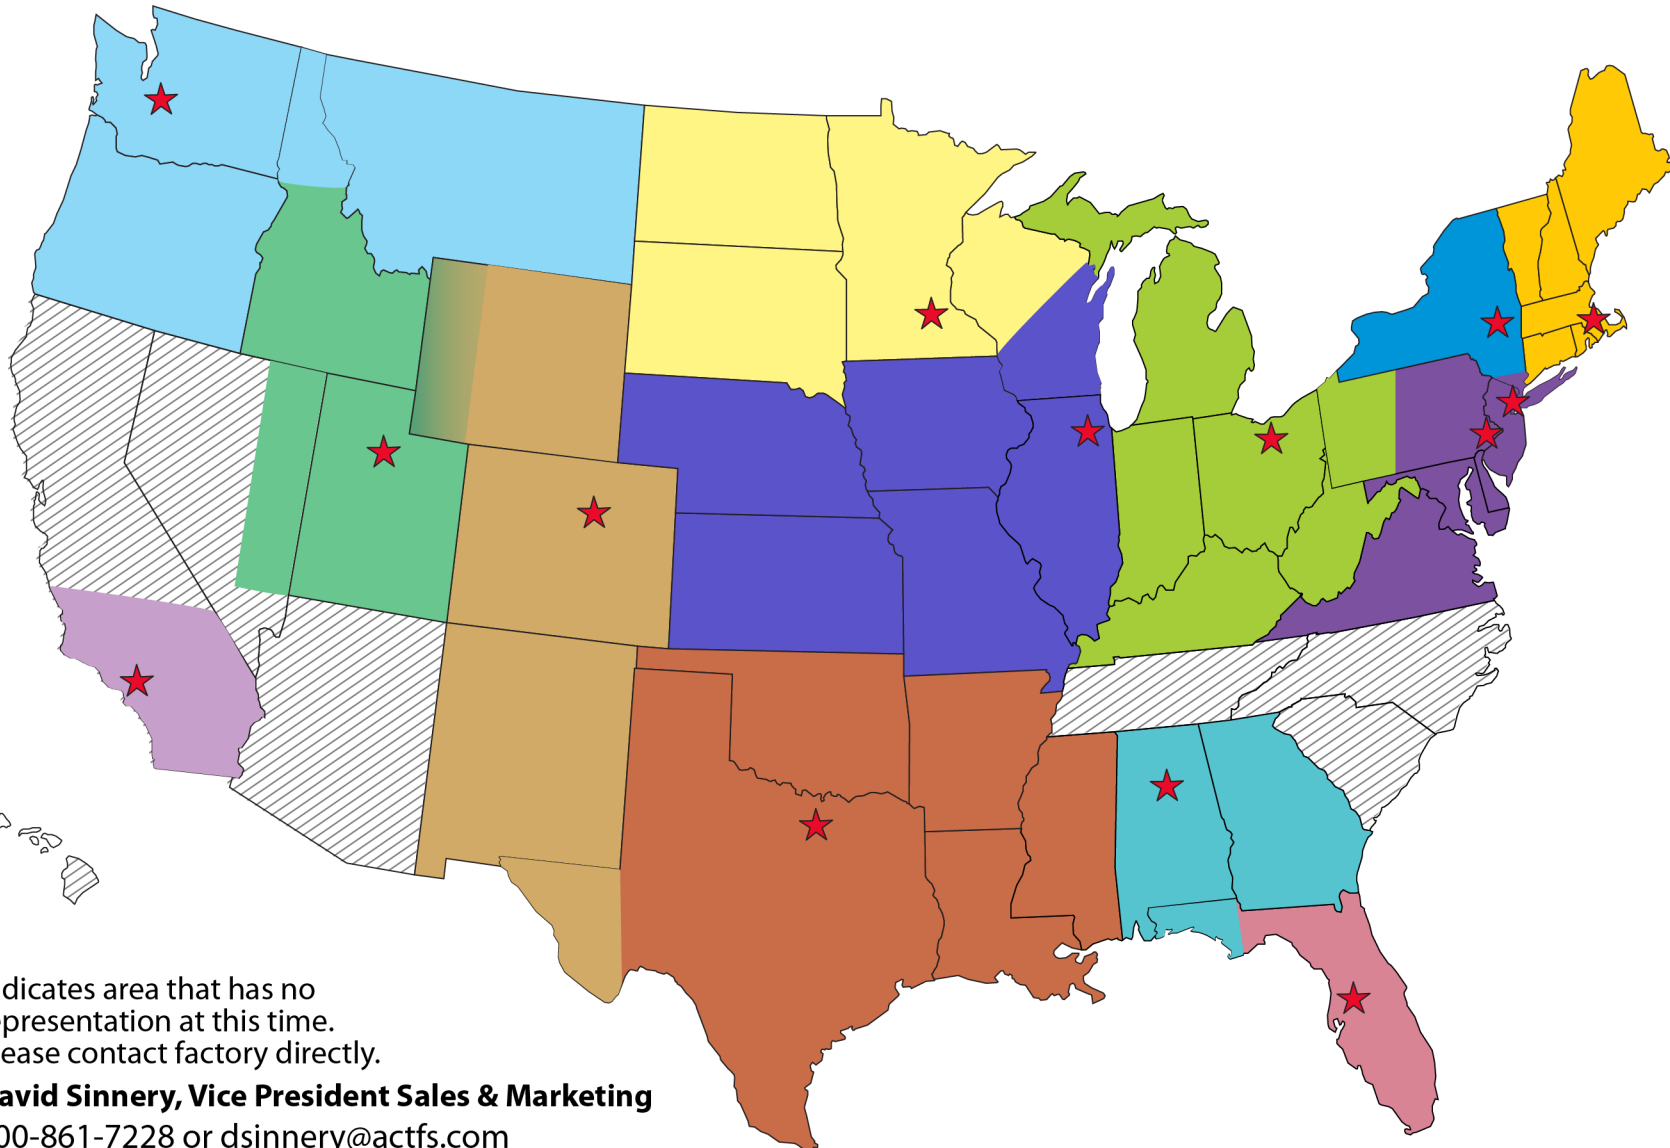 dicates area that has no
presentation at this time.
ease contact factory directly.
avid Sinnery, Vice President Sales & Marketing
00-861-7228 or dsinnery@actfs.com